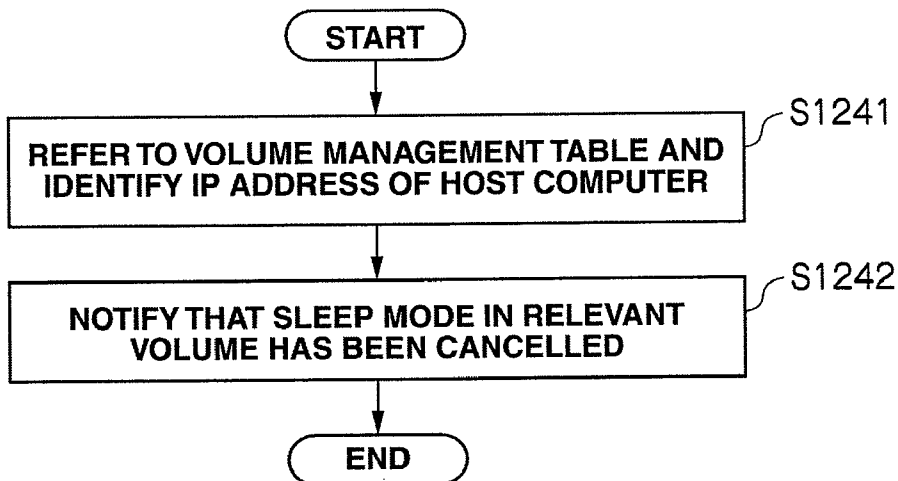 START
S1241
REFER TO VOLUME MANAGEMENT TABLE AND
IDENTIFY IP ADDRESS OF HOST COMPUTER
S1242
NOTIFY THAT SLEEP MODE IN RELEVANT
VOLUME HAS BEEN CANCELLED
END